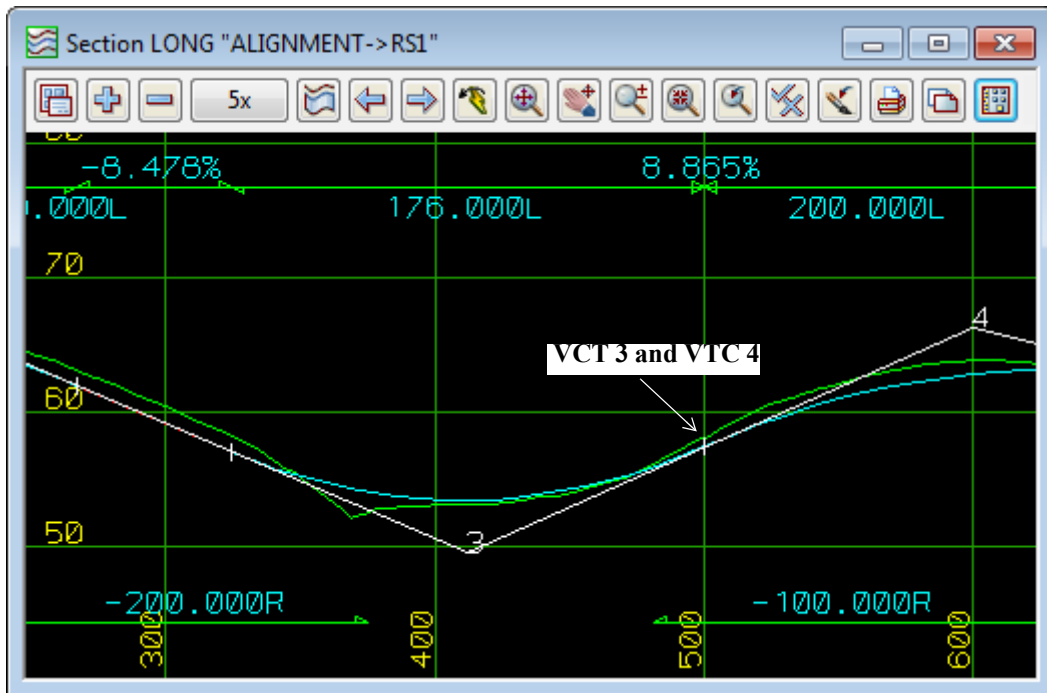 Section LONG "ALIGNMENT->RS1"
5x
-8.478% 8.865%
.000L 176.000L 200.000L
70
4
VCT 3 and VTC 4
60
50
3
-200.000R -100.000R
300 400 500 600